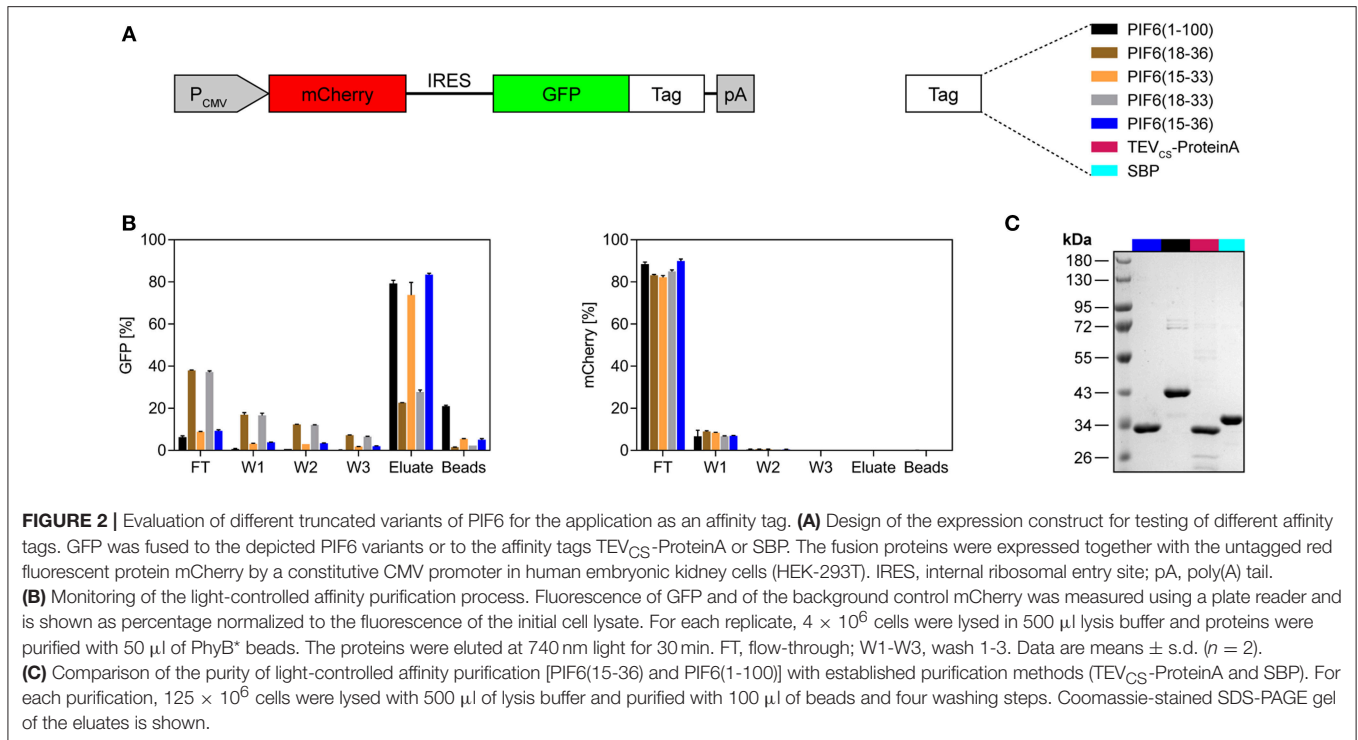 A
P_CMV mCherry IRES GFP Tag pA
Tag
PIF6(1-100)
PIF6(18-36)
PIF6(15-33)
PIF6(18-33)
PIF6(15-36)
TEV_CS-ProteinA
SBP
B
GFP [%]
100
80
60
40
20
0
FT W1 W2 W3 Eluate Beads
mCherry [%]
100
80
60
40
20
0
FT W1 W2 W3 Eluate Beads
C
kDa
180
130
95
72
55
43
34
26
FIGURE 2 | Evaluation of different truncated variants of PIF6 for the application as an affinity tag. (A) Design of the expression construct for testing of different affinity
tags. GFP was fused to the depicted PIF6 variants or to the affinity tags TEV_CS-ProteinA or SBP. The fusion proteins were expressed together with the untagged red
fluorescent protein mCherry by a constitutive CMV promoter in human embryonic kidney cells (HEK-293T). IRES, internal ribosomal entry site; pA, poly(A) tail.
(B) Monitoring of the light-controlled affinity purification process. Fluorescence of GFP and of the background control mCherry was measured using a plate reader and
is shown as percentage normalized to the fluorescence of the initial cell lysate. For each replicate, 4 × 10^6 cells were lysed in 500 μl lysis buffer and proteins were
purified with 50 μl of PhyB* beads. The proteins were eluted at 740 nm light for 30 min. FT, flow-through; W1-W3, wash 1-3. Data are means ± s.d. (n = 2).
(C) Comparison of the purity of light-controlled affinity purification [PIF6(15-36) and PIF6(1-100)] with established purification methods (TEV_CS-ProteinA and SBP). For
each purification, 125 × 10^6 cells were lysed with 500 μl of lysis buffer and purified with 100 μl of beads and four washing steps. Coomassie-stained SDS-PAGE gel
of the eluates is shown.